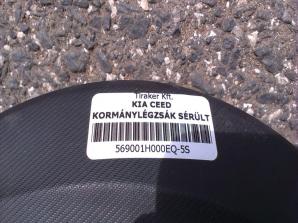 Tiraker Kft.
KIA CEED
KORMÁNYLÉGZSÁK SÉRÜLT
569001H000EQ-5S